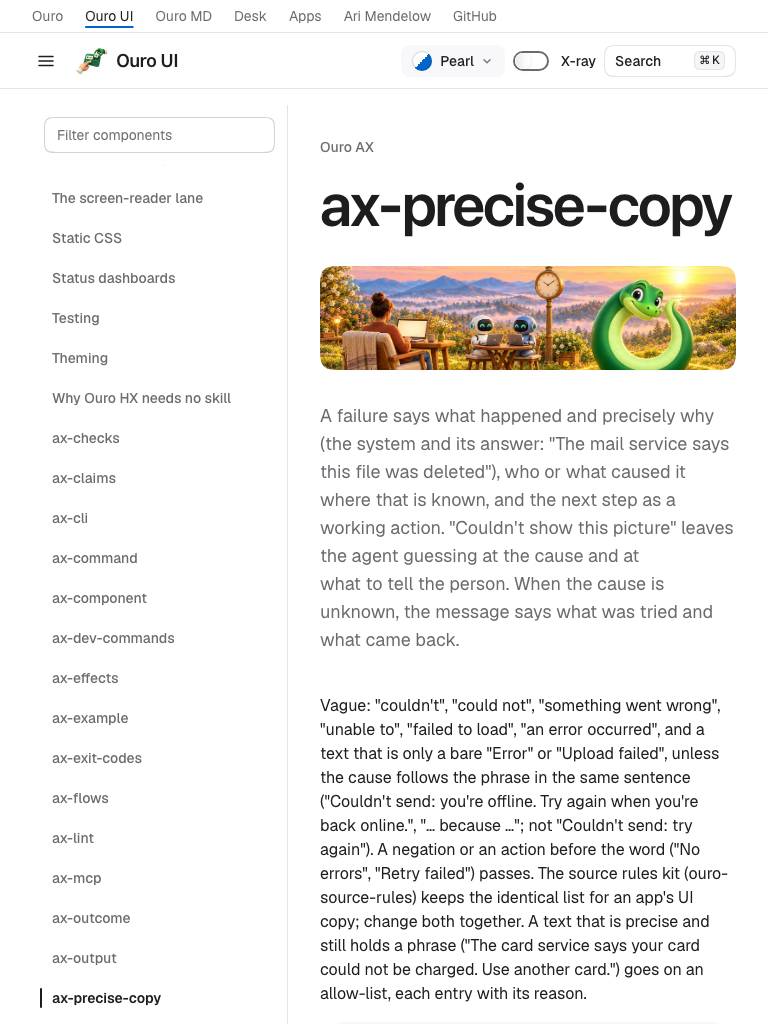 Ouro
Ouro UI
Ouro MD
Desk
Apps
Ari Mendelow
GitHub
Ouro UI
Pearl
X-ray
Search
⌘ K
Filter components
The screen-reader lane
Static CSS
Status dashboards
Testing
Theming
Why Ouro HX needs no skill
ax-checks
ax-claims
ax-cli
ax-command
ax-component
ax-dev-commands
ax-effects
ax-example
ax-exit-codes
ax-flows
ax-lint
ax-mcp
ax-outcome
ax-output
ax-precise-copy
Ouro AX
ax-precise-copy
A failure says what happened and precisely why
(the system and its answer: "The mail service says
this file was deleted"), who or what caused it
where that is known, and the next step as a
working action. "Couldn't show this picture" leaves
the agent guessing at the cause and at
what to tell the person. When the cause is
unknown, the message says what was tried and
what came back.
Vague: "couldn't", "could not", "something went wrong",
"unable to", "failed to load", "an error occurred", and a
text that is only a bare "Error" or "Upload failed", unless
the cause follows the phrase in the same sentence
("Couldn't send: you're offline. Try again when you're
back online.", "… because …"; not "Couldn't send: try
again"). A negation or an action before the word ("No
errors", "Retry failed") passes. The source rules kit (ouro-
source-rules) keeps the identical list for an app's UI
copy; change both together. A text that is precise and
still holds a phrase ("The card service says your card
could not be charged. Use another card.") goes on an
allow-list, each entry with its reason.